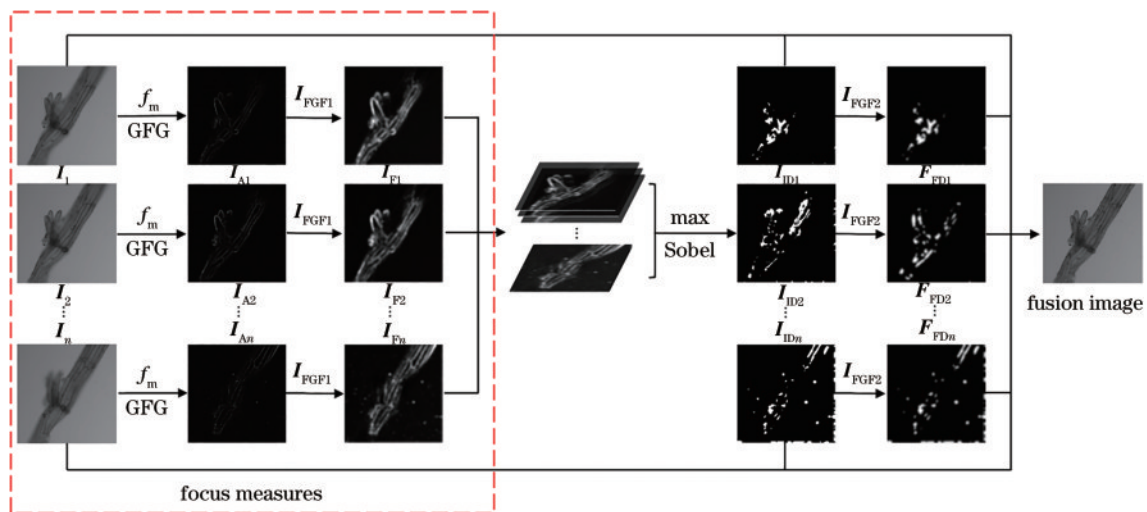 f_m
GFG
I_FGF1
I_1
I_A1
I_F1
f_m
GFG
I_FGF1
I_2
I_A2
I_F2
⋮
⋮
⋮
I_n
I_An
I_Fn
f_m
GFG
I_FGF1
focus measures
⋮
max
Sobel
I_FGF2
I_ID1
F_FD1
I_FGF2
I_ID2
F_FD2
⋮
⋮
I_IDn
F_FDn
I_FGF2
fusion image